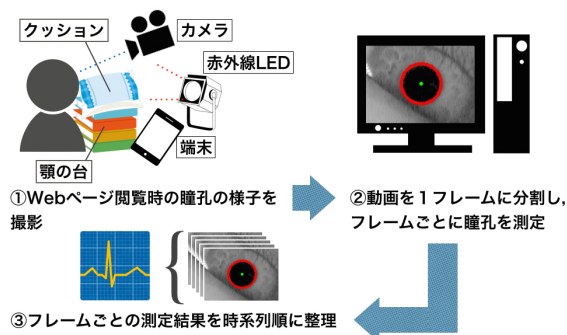 クッション
カメラ
赤外線LED
端末
顎の台
①Webページ閲覧時の瞳孔の様子を
撮影
②動画を１フレームに分割し,
フレームごとに瞳孔を測定
③フレームごとの測定結果を時系列順に整理